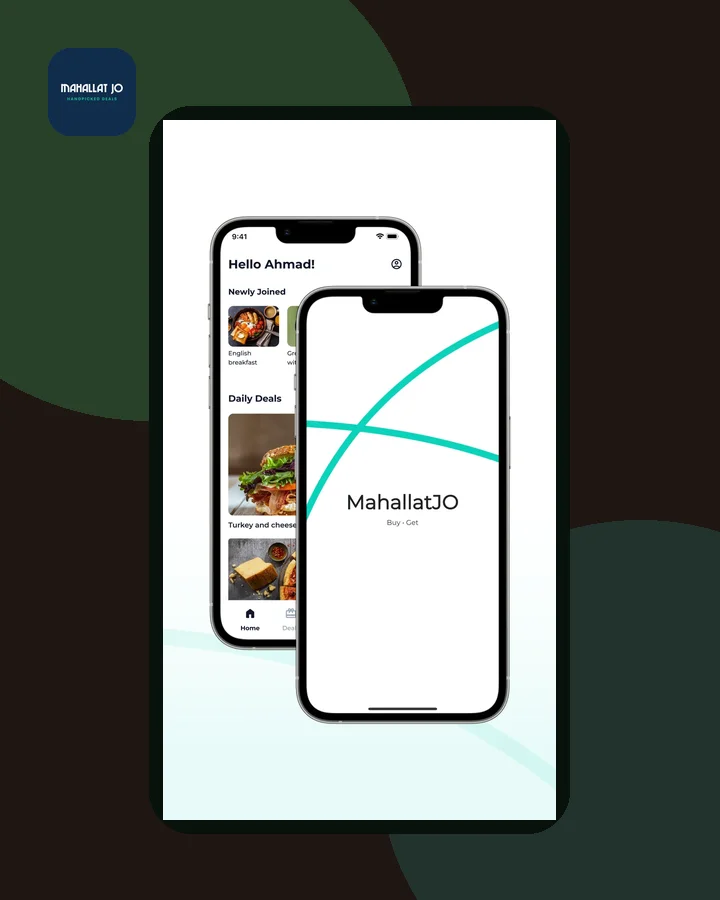 MAHALLAT JO
HANDPICKED DEALS
9:41
Hello Ahmad!
Newly Joined
English
breakfast
Daily Deals
Turkey and cheese
Home
MahallatJO
Buy • Get